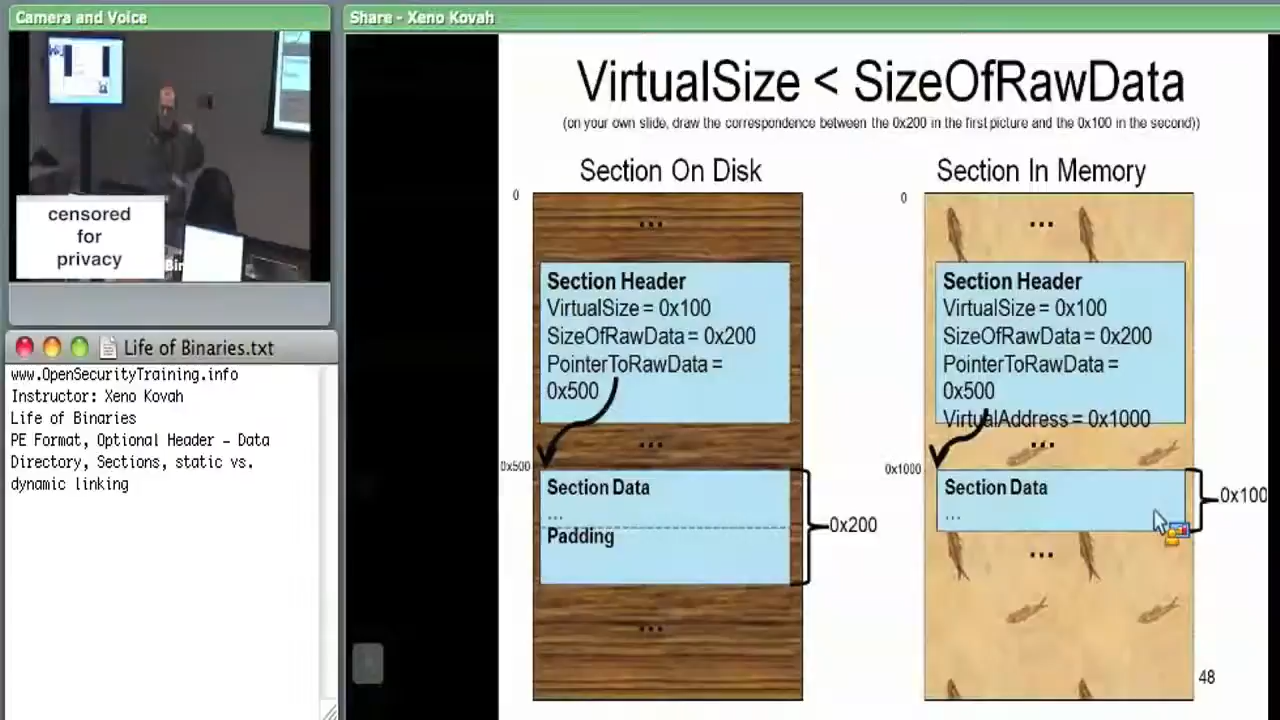 Camera and Voice
censored
for
privacy
Bin
Life of Binaries.txt
www.OpenSecurityTraining.info
Instructor: Xeno Kovah
Life of Binaries
PE Format, Optional Header – Data
Directory, Sections, static vs.
dynamic linking
Share - Xeno Kovah
VirtualSize < SizeOfRawData
(on your own slide, draw the correspondence between the 0x200 in the first picture and the 0x100 in the second))
Section On Disk
0
...
Section Header
VirtualSize = 0x100
SizeOfRawData = 0x200
PointerToRawData =
0x500
...
0x500
Section Data
...
Padding
0x200
...
Section In Memory
0
...
Section Header
VirtualSize = 0x100
SizeOfRawData = 0x200
PointerToRawData =
0x500
VirtualAddress = 0x1000
...
0x1000
Section Data
...
0x100
...
48